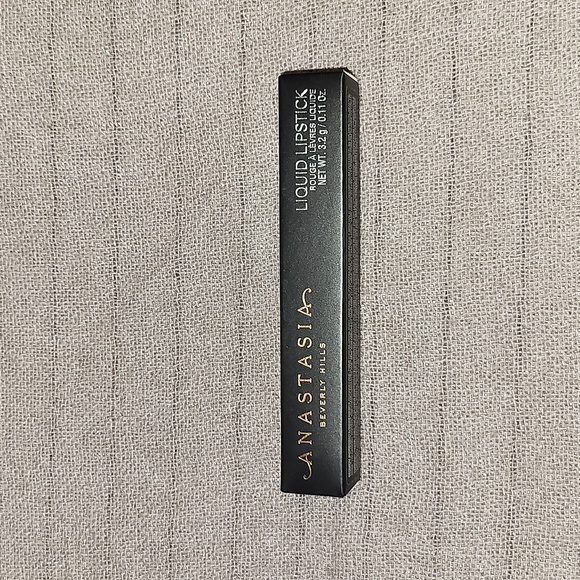 ANASTASIA
BEVERLY HILLS
LIQUID LIPSTICK
ROUGE À LÈVRES LIQUIDE
NET WT. 3.2 g / 0.11 Oz.